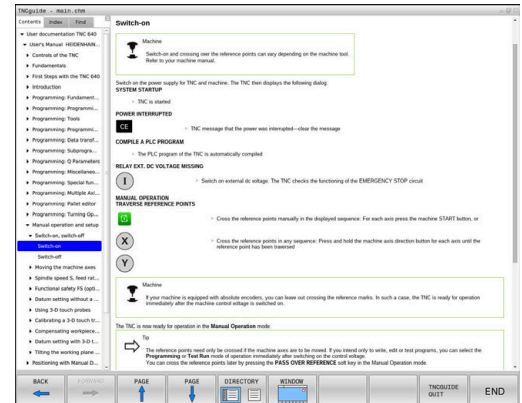 TNCguide - main.chm
Contents Index Find
User documentation TNC 640
User's Manual HEIDENHAIN...
Controls of the TNC
Fundamentals
First Steps with the TNC 640
Introduction
Programming: Fundament...
Programming: Programmi...
Programming: Tools
Programming: Programmi...
Programming: Data transf...
Programming: Subprogra...
Programming: Q Parameters
Programming: Miscellaneo...
Programming: Special fun...
Programming: Multiple Axi...
Programming: Pallet editor
Programming: Turning Op...
Manual operation and setup
Switch-on, switch-off
Switch-on
Switch-off
Moving the machine axes
Spindle speed S, feed rat...
Functional safety FS (opti...
Datum setting without a ...
Using 3-D touch probes
Calibrating a 3-D touch tr...
Compensating workpiece...
Datum setting with 3-D t...
Tilting the working plane ...
Positioning with Manual D...
Switch-on
Machine
Switch-on and crossing over the reference points can vary depending on the machine tool.
Refer to your machine manual.
Switch on the power supply for TNC and machine. The TNC then displays the following dialog:
SYSTEM STARTUP
TNC is started
POWER INTERRUPTED
CE
TNC message that the power was interrupted—clear the message
COMPILE A PLC PROGRAM
The PLC program of the TNC is automatically compiled
RELAY EXT. DC VOLTAGE MISSING
I
Switch on external dc voltage. The TNC checks the functioning of the EMERGENCY STOP circuit
MANUAL OPERATION
TRAVERSE REFERENCE POINTS
Cross the reference points manually in the displayed sequence: For each axis press the machine START button, or
X
Cross the reference points in any sequence: Press and hold the machine axis direction button for each axis until the
reference point has been traversed
Y
Machine
If your machine is equipped with absolute encoders, you can leave out crossing the reference marks. In such a case, the TNC is ready for operation
immediately after the machine control voltage is switched on.
The TNC is now ready for operation in the Manual Operation mode.
Tip
The reference points need only be crossed if the machine axes are to be moved. If you intend only to write, edit or test programs, you can select the
Programming or Test Run mode of operation immediately after switching on the control voltage.
You can cross the reference points later by pressing the PASS OVER REFERENCE soft key in the Manual Operation mode.
BACK FORWARD PAGE PAGE DIRECTORY WINDOW TNCGUIDE QUIT END